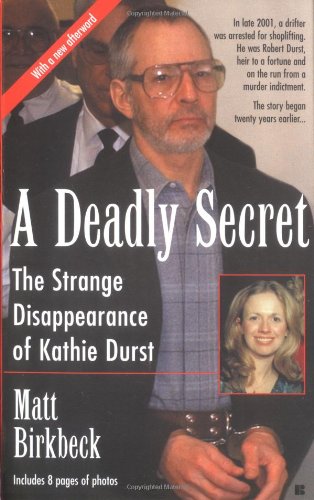 With a new afterword
In late 2001, a drifter
was arrested for shoplifting.
He was Robert Durst,
heir to a fortune and
on the run from a
murder indictment.
The story began
twenty years earlier...
A Deadly Secret
The Strange
Disappearance
of Kathie Durst
Matt
Birkbeck
Includes 8 pages of photos
B